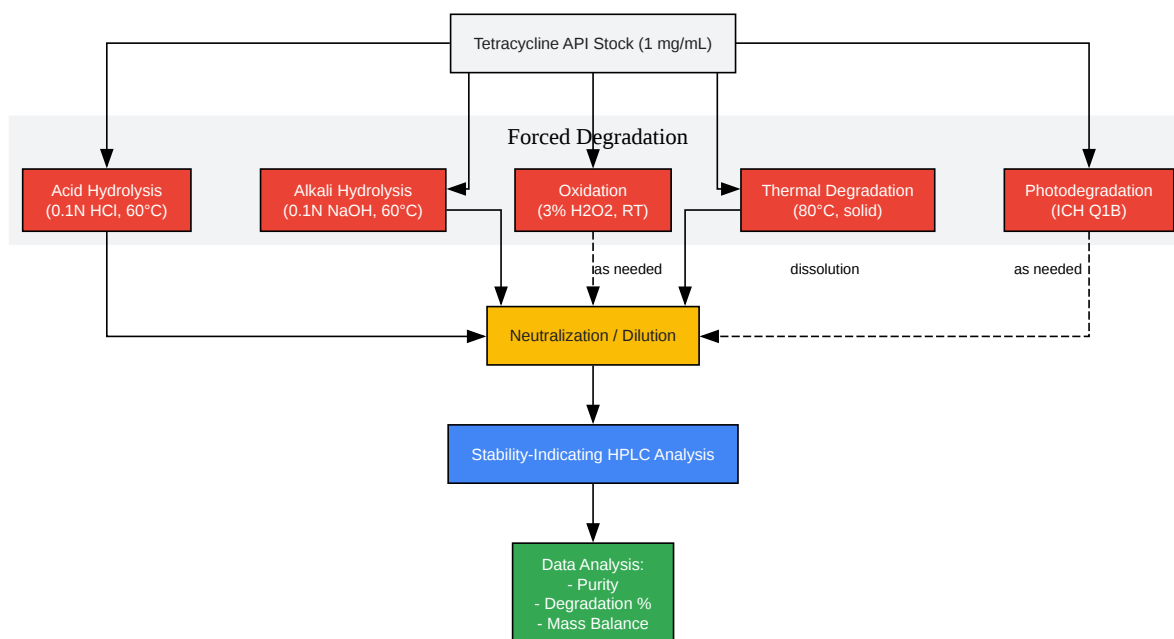 Tetracycline API Stock (1 mg/mL)
Forced Degradation
Acid Hydrolysis
(0.1N HCl, 60°C)
Alkali Hydrolysis
(0.1N NaOH, 60°C)
Oxidation
(3% H2O2, RT)
Thermal Degradation
(80°C, solid)
Photodegradation
(ICH Q1B)
as needed
dissolution
as needed
Neutralization / Dilution
Stability-Indicating HPLC Analysis
Data Analysis:
- Purity
- Degradation %
- Mass Balance